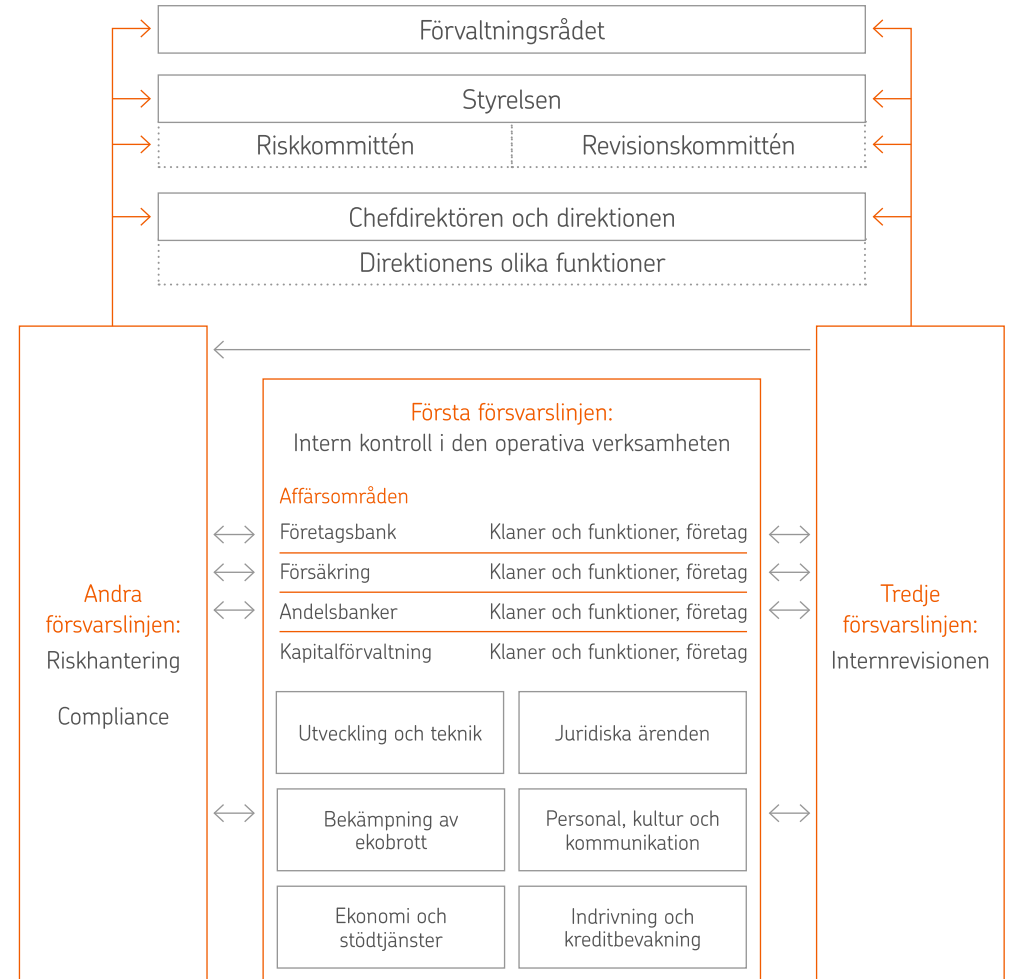 Förvaltningsrådet
Styrelsen
Riskkommittén
Revisionskommittén
Chefdirektören och direktionen
Direktionens olika funktioner
Första försvarslinjen:
Intern kontroll i den operativa verksamheten
Affärsområden
Företagsbank Klaner och funktioner, företag
Försäkring Klaner och funktioner, företag
Andelsbanker Klaner och funktioner, företag
Kapitalförvaltning Klaner och funktioner, företag
Andra
försvarslinjen:
Riskhantering
Compliance
Tredje
försvarslinjen:
Internrevisionen
Utveckling och teknik
Juridiska ärenden
Bekämpning av
ekobrott
Personal, kultur och
kommunikation
Ekonomi och
stödtjänster
Indrivning och
kreditbevakning